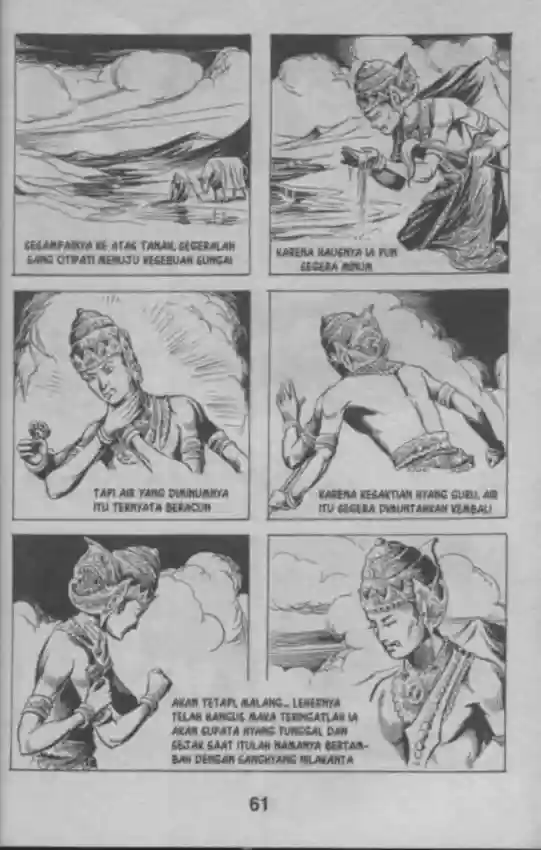 SESAMPAINYA KE ATAS TANAH, SEGERALAH
SANG CITIPATI MENUJU KESEBUAH SUNGAI
KARENA HAUSNYA IA PUN
SEGERA MINUM
TAPI AIR YANG DIMINUMNYA
ITU TERNYATA BERACUN
KARENA KESAKTIAN HYANG GURU, AIR
ITU SEGERA DIMUNTAHKAN KEMBALI
AKAN TETAPI, MALANG... LEHERNYA
TELAH HANGUS MAKA TERINGATLAH IA
AKAN SUPATA HYANG TUNGGAL DAN
SEJAK SAAT ITULAH NAMANYA BERTAM-
BAH DENGAN SANGHYANG NILAKANTA
61